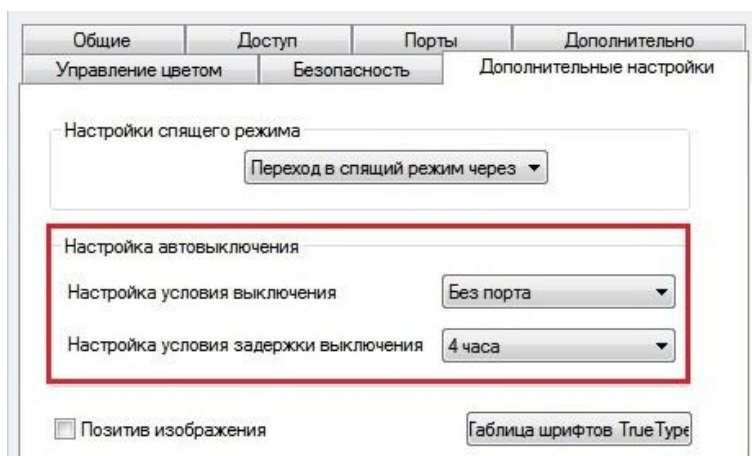 Общие Доступ Порты Дополнительно
Управление цветом Безопасность Дополнительные настройки
Настройки спящего режима
Переход в спящий режим через
Настройка автовыключения
Настройка условия выключения Без порта
Настройка условия задержки выключения 4 часа
Позитив изображения Таблица шрифтов TrueType